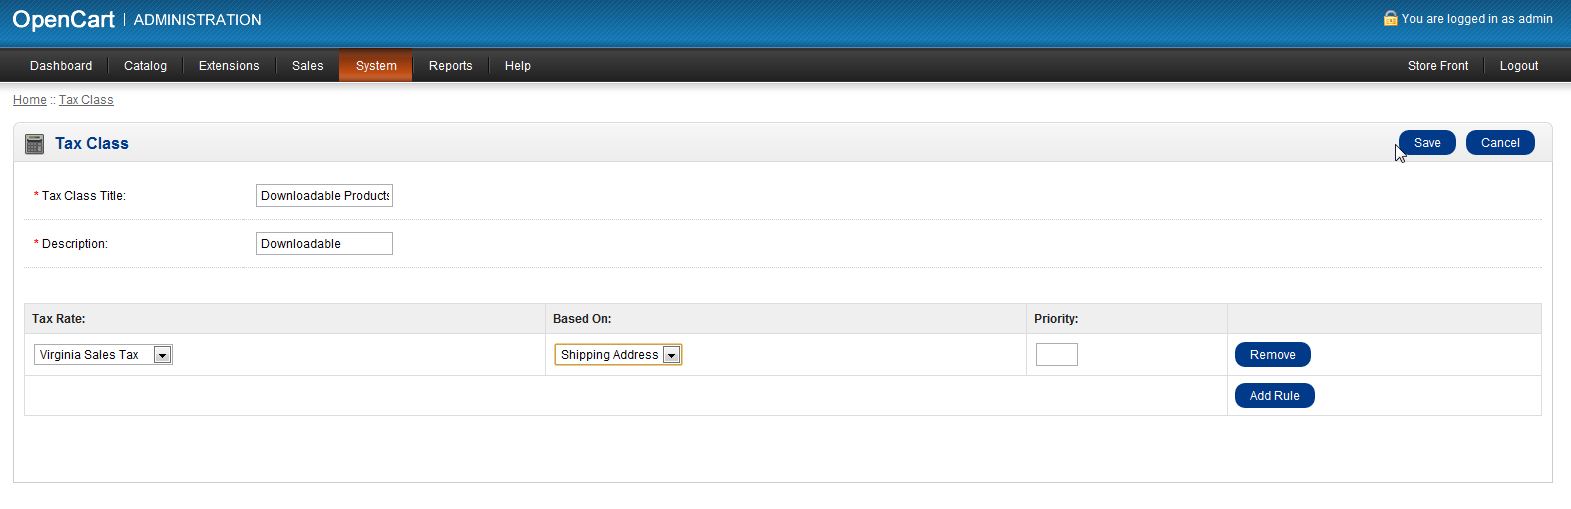 OpenCart | ADMINISTRATION
You are logged in as admin
Dashboard Catalog Extensions Sales System Reports Help Store Front Logout
Home :: Tax Class
Tax Class Save Cancel
* Tax Class Title: Downloadable Products
* Description: Downloadable
Tax Rate: Based On: Priority:
Virginia Sales Tax Shipping Address Remove
Add Rule